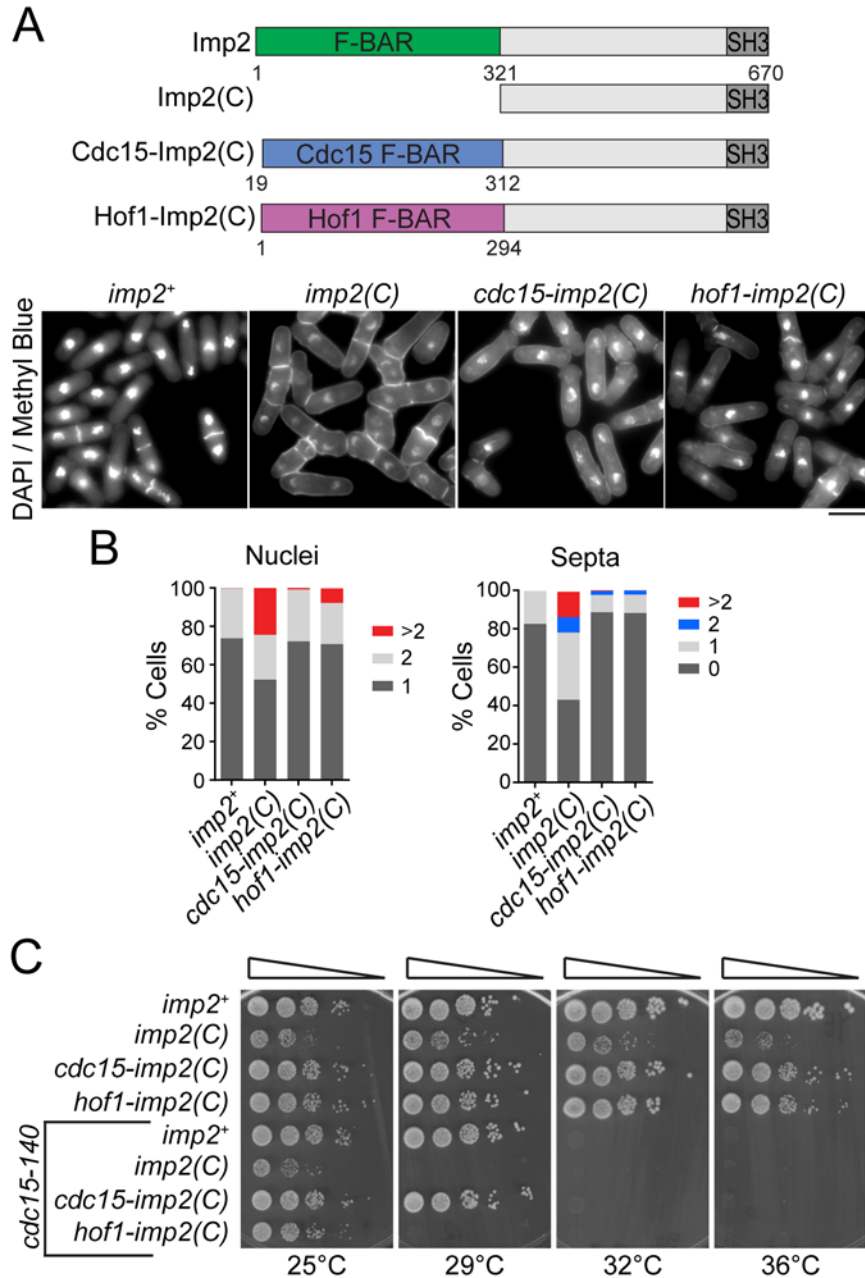 A
Imp2 F-BAR SH3
1 321 670
Imp2(C) SH3
Cdc15-Imp2(C) Cdc15 F-BAR SH3
19 312
Hof1-Imp2(C) Hof1 F-BAR SH3
1 294
imp2+ imp2(C) cdc15-imp2(C) hof1-imp2(C)
DAPI / Methyl Blue
B
Nuclei
% Cells
100
80
60
40
20
0
>2
2
1
imp2+
imp2(C)
cdc15-imp2(C)
hof1-imp2(C)
Septa
% Cells
100
80
60
40
20
0
>2
2
1
0
imp2+
imp2(C)
cdc15-imp2(C)
hof1-imp2(C)
C
imp2+
imp2(C)
cdc15-imp2(C)
hof1-imp2(C)
cdc15-140
imp2+
imp2(C)
cdc15-imp2(C)
hof1-imp2(C)
25°C 29°C 32°C 36°C